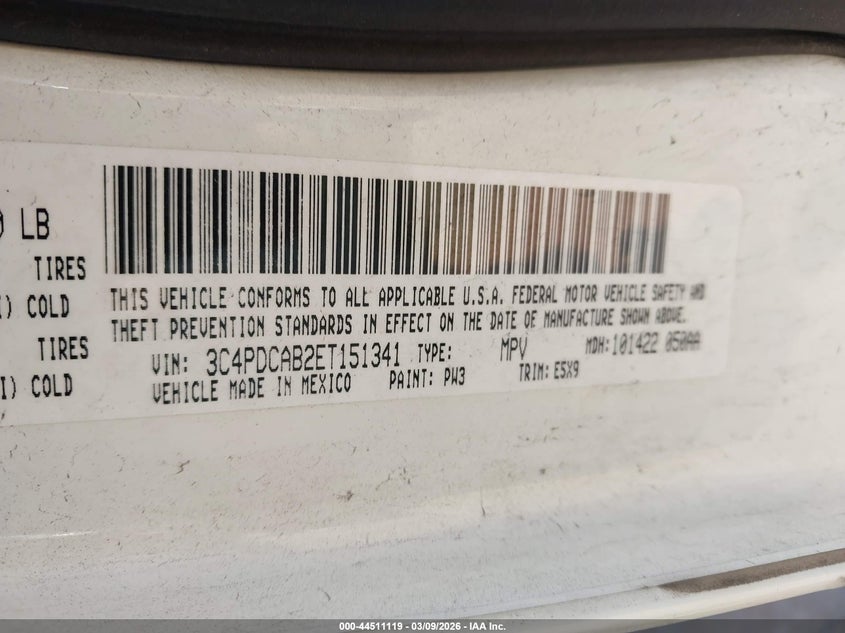 ) LB
TIRES
I) COLD
TIRES
I) COLD
THIS VEHICLE CONFORMS TO ALL APPLICABLE U.S.A. FEDERAL MOTOR VEHICLE SAFETY AND
THEFT PREVENTION STANDARDS IN EFFECT ON THE DATE OF MANUFACTURE SHOWN ABOVE.
VIN: 3C4PDCAB2ET151341 TYPE: MPV MDH:101422 050AA
VEHICLE MADE IN MEXICO PAINT: PW3 TRIM: E5X9
000-44511119 | 03/09/2026 - IAA Inc.